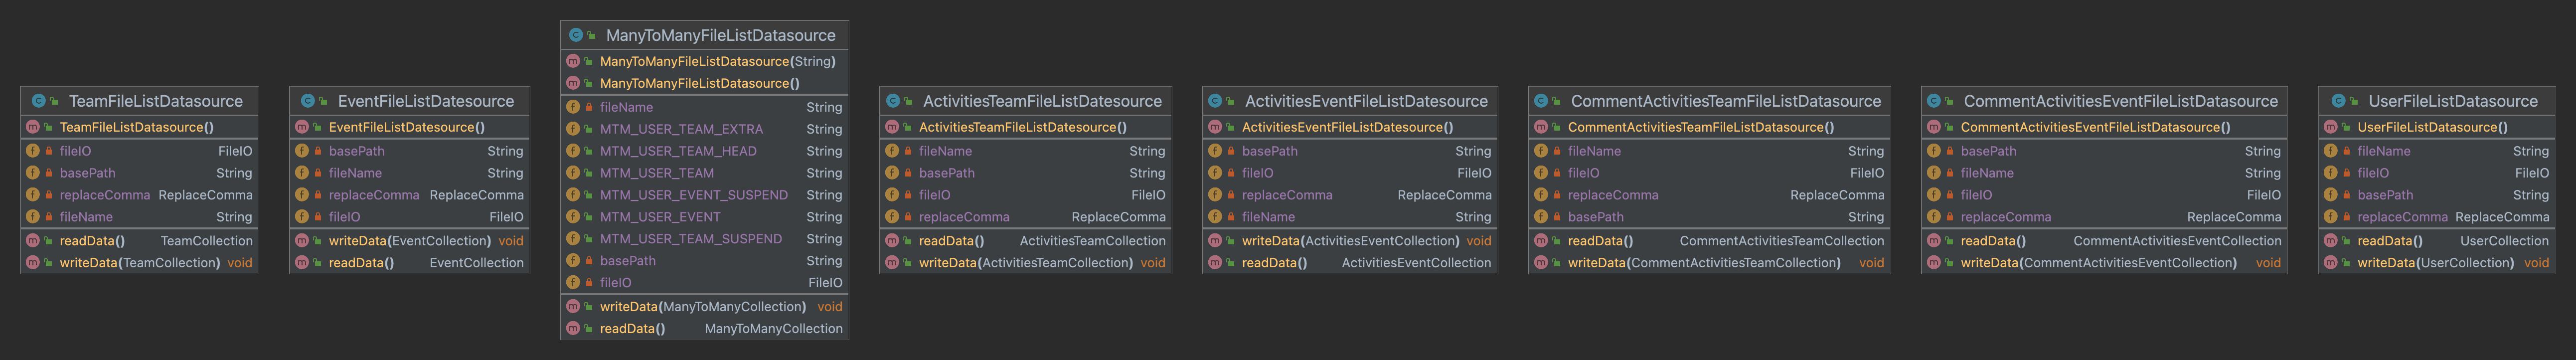 TeamFileListDatasource
TeamFileListDatasource()
fileIO FileIO
basePath String
replaceComma ReplaceComma
fileName String
readData() TeamCollection
writeData(TeamCollection) void
EventFileListDatesource
EventFileListDatesource()
basePath String
fileName String
replaceComma ReplaceComma
fileIO FileIO
writeData(EventCollection) void
readData() EventCollection
ManyToManyFileListDatasource
ManyToManyFileListDatasource(String)
ManyToManyFileListDatasource()
fileName String
MTM_USER_TEAM_EXTRA String
MTM_USER_TEAM_HEAD String
MTM_USER_TEAM String
MTM_USER_EVENT_SUSPEND String
MTM_USER_EVENT String
MTM_USER_TEAM_SUSPEND String
basePath String
fileIO FileIO
writeData(ManyToManyCollection) void
readData() ManyToManyCollection
ActivitiesTeamFileListDatesource
ActivitiesTeamFileListDatesource()
fileName String
basePath String
fileIO FileIO
replaceComma ReplaceComma
readData() ActivitiesTeamCollection
writeData(ActivitiesTeamCollection) void
ActivitiesEventFileListDatesource
ActivitiesEventFileListDatesource()
basePath String
fileIO FileIO
replaceComma ReplaceComma
fileName String
writeData(ActivitiesEventCollection) void
readData() ActivitiesEventCollection
CommentActivitiesTeamFileListDatasource
CommentActivitiesTeamFileListDatasource()
fileName String
fileIO FileIO
replaceComma ReplaceComma
basePath String
readData() CommentActivitiesTeamCollection
writeData(CommentActivitiesTeamCollection) void
CommentActivitiesEventFileListDatasource
CommentActivitiesEventFileListDatasource()
basePath String
fileName String
fileIO FileIO
replaceComma ReplaceComma
readData() CommentActivitiesEventCollection
writeData(CommentActivitiesEventCollection) void
UserFileListDatasource
UserFileListDatasource()
fileName String
fileIO FileIO
basePath String
replaceComma ReplaceComma
readData() UserCollection
writeData(UserCollection) void